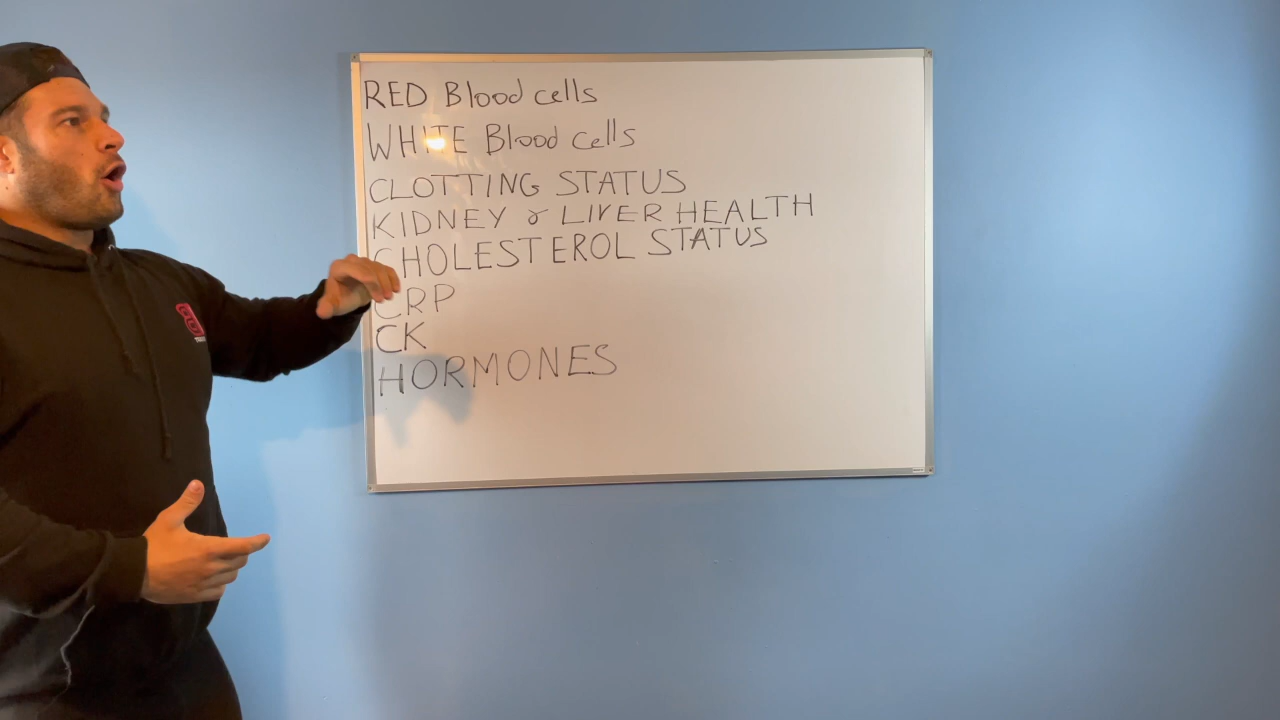 RED Blood cells
WHITE Blood cells
CLOTTING STATUS
KIDNEY & LIVER HEALTH
CHOLESTEROL STATUS
CRP
CK
HORMONES